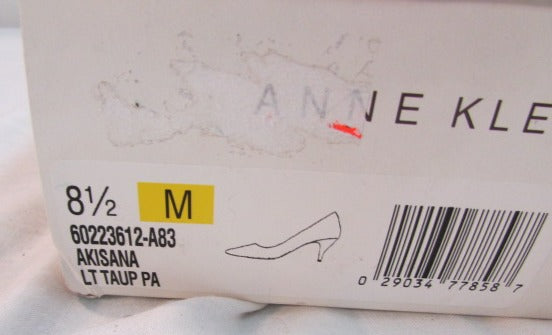 ANNE KLE
8½ M
60223612-A83
AKISANA
LT TAUP PA
0 29034 77858 7